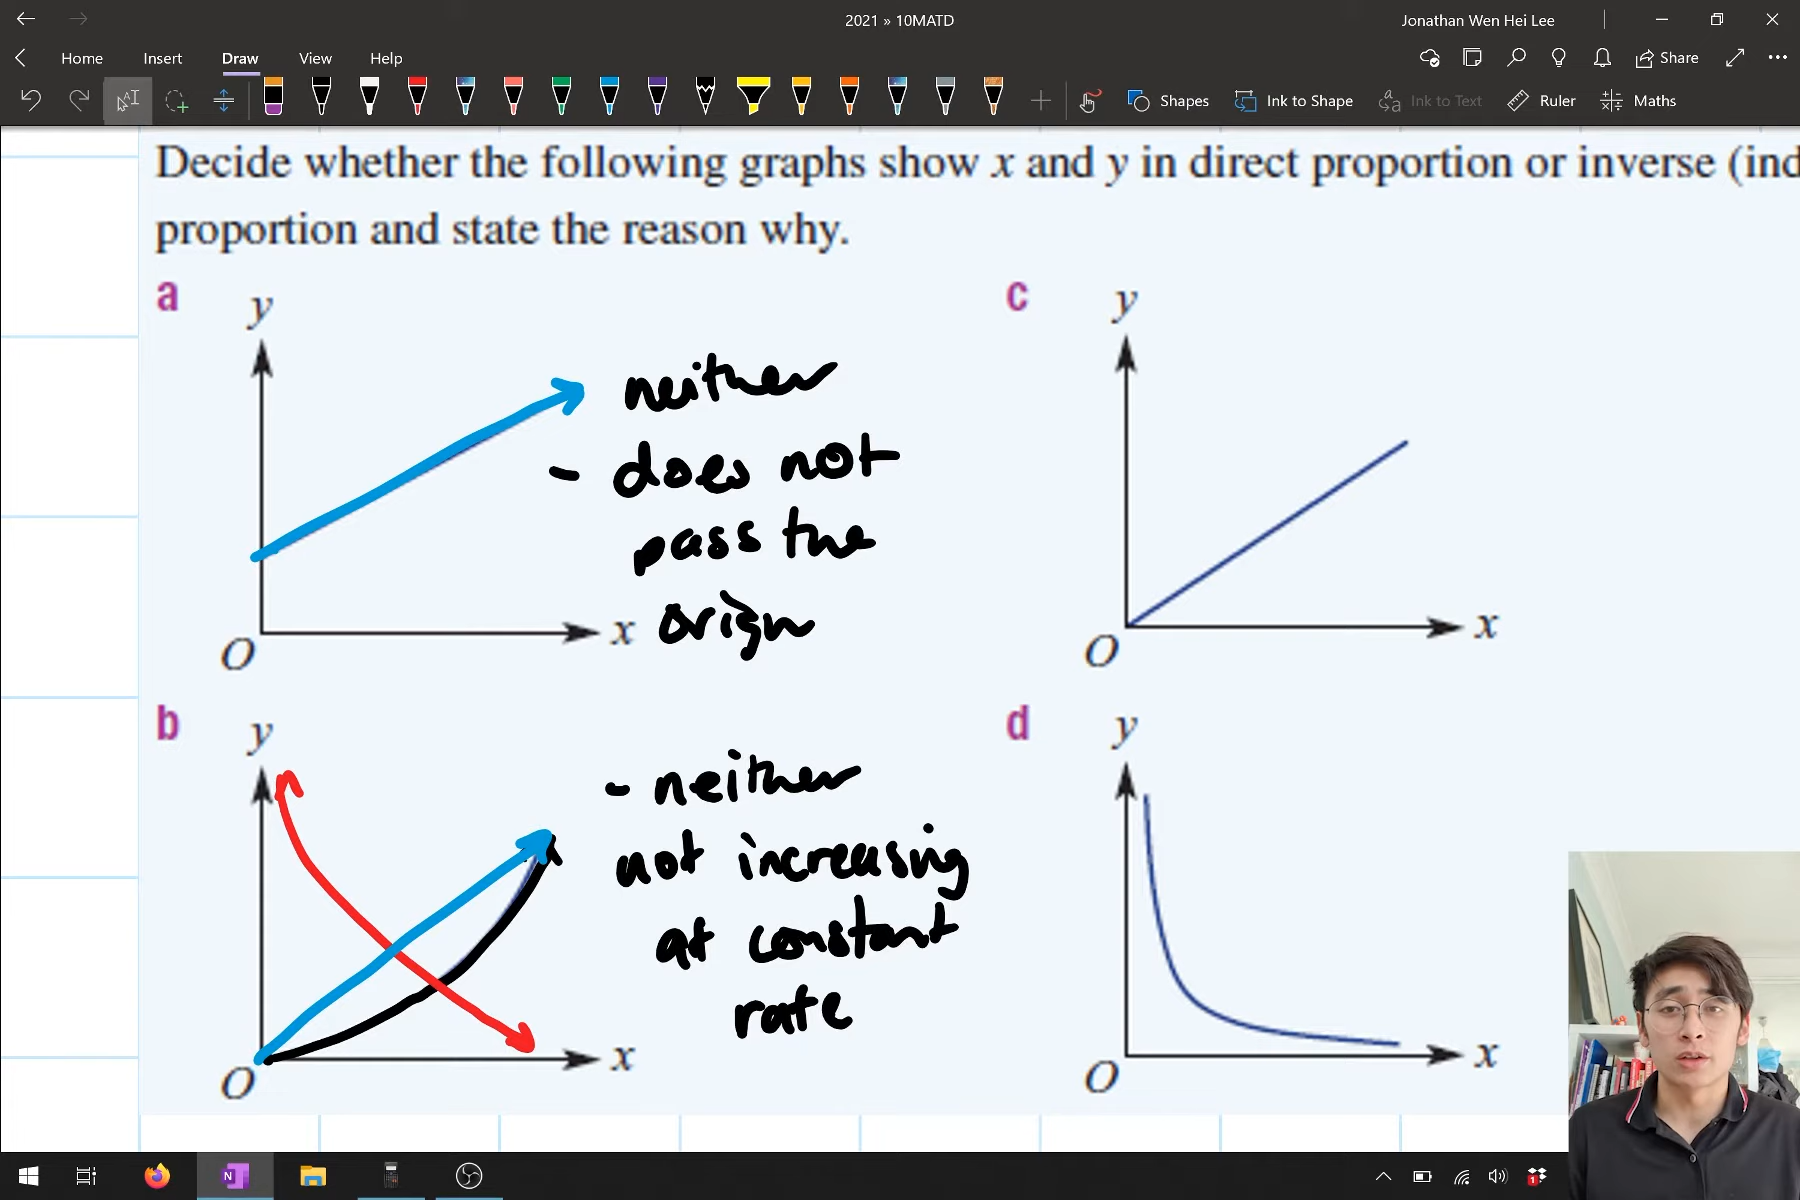 2021 » 10MATD
Jonathan Wen Hei Lee
Home Insert Draw View Help
Share
Shapes Ink to Shape Ink to Text Ruler Maths
Decide whether the following graphs show x and y in direct proportion or inverse (ind
proportion and state the reason why.
a
y
neither
- does not
pass the
origin
x
O
b
y
- neither
not increasing
at constant
rate
x
O
c
y
x
O
d
y
x
O
N
1